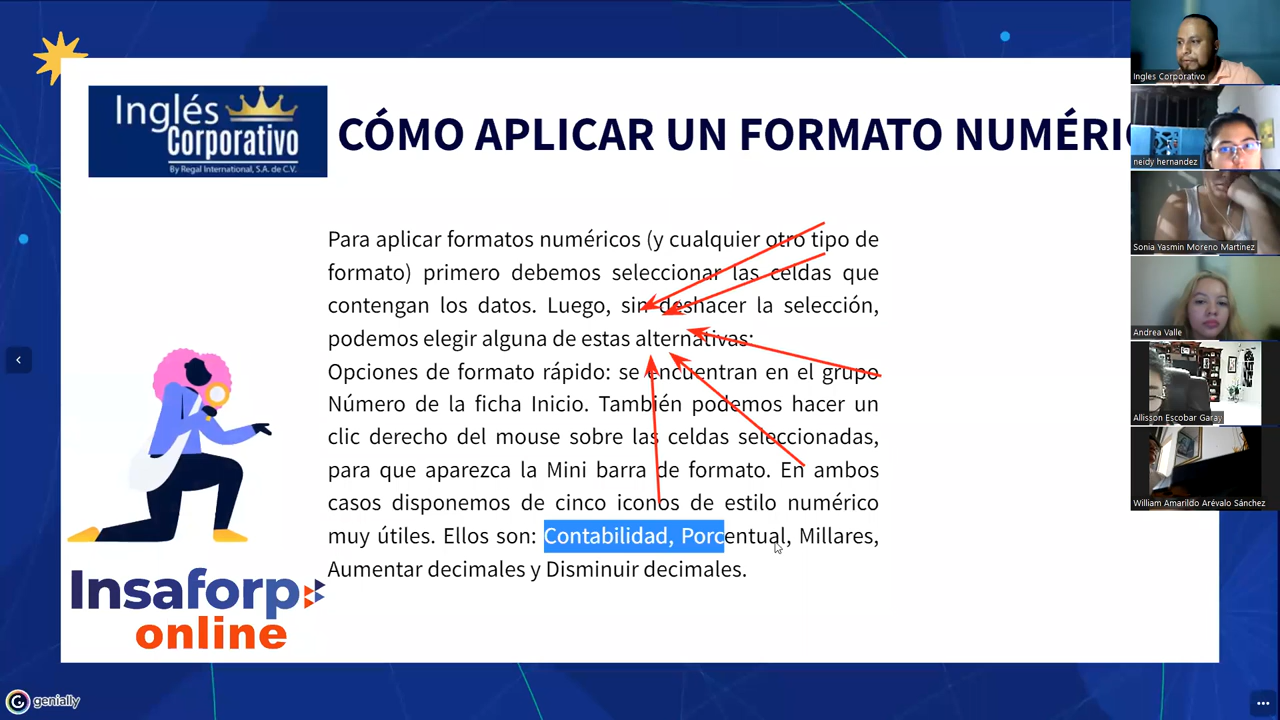 Inglés
Corporativo
By Regal International, S.A. de C.V.
CÓMO APLICAR UN FORMATO NUMÉRI
Para aplicar formatos numéricos (y cualquier otro tipo de
formato) primero debemos seleccionar las celdas que
contengan los datos. Luego, sin deshacer la selección,
podemos elegir alguna de estas alternativas:
Opciones de formato rápido: se encuentran en el grupo
Número de la ficha Inicio. También podemos hacer un
clic derecho del mouse sobre las celdas seleccionadas,
para que aparezca la Mini barra de formato. En ambos
casos disponemos de cinco iconos de estilo numérico
muy útiles. Ellos son: Contabilidad, Porcentual, Millares,
Aumentar decimales y Disminuir decimales.
Insaforp
online
genially
Ingles Corporativo
neidy hernandez
Sonia Yasmin Moreno Martinez
Andrea Valle
Allisson Escobar Garay
William Amarildo Arévalo Sánchez